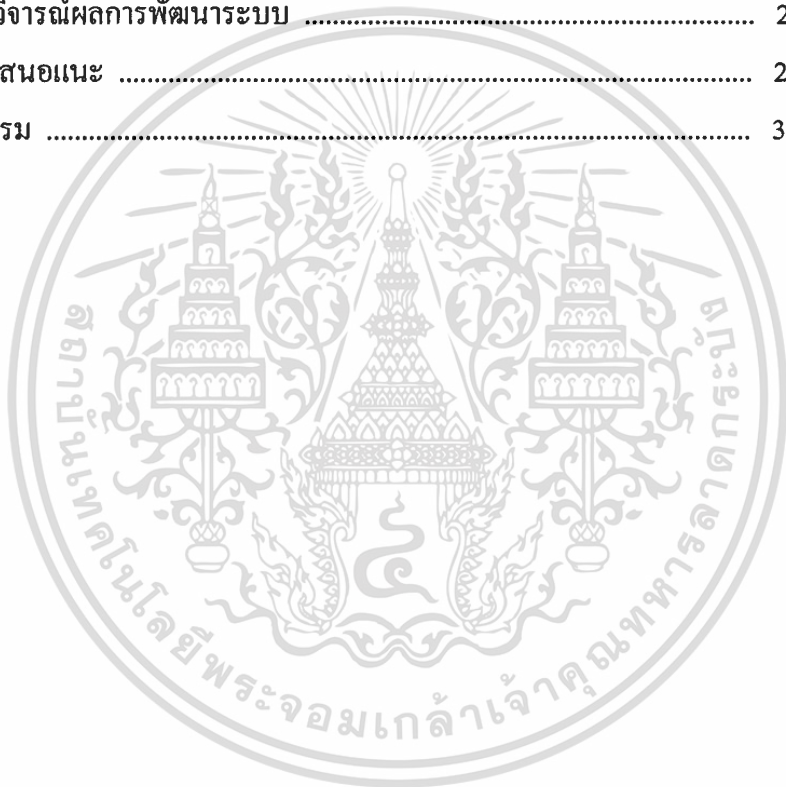 วิจารณ์ผลการพัฒนาระบบ ........................................ 2
สนอแนะ ........................................ 2
รม ........................................ 3
สถาบันเทคโนโลยีพระจอมเกล้าเจ้าคุณทหารลาดกระบัง